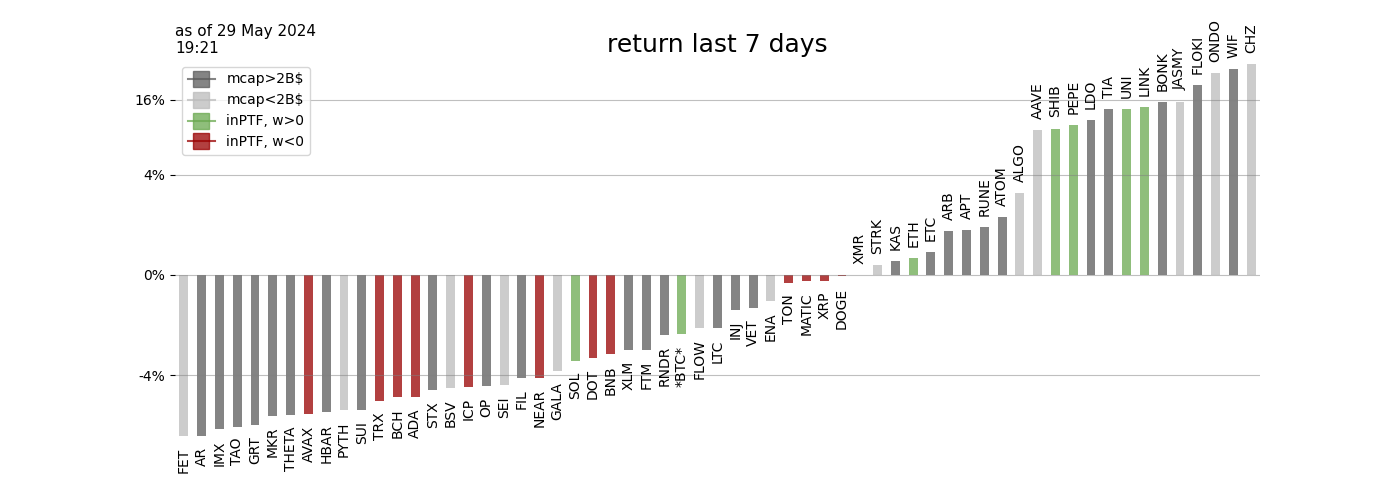 as of 29 May 2024
19:21
return last 7 days
mcap>2B$
mcap<2B$
inPTF, w>0
inPTF, w<0
16%
4%
0%
-4%
FET
AR
IMX
TAO
GRT
MKR
THETA
AVAX
HBAR
PYTH
SUI
TRX
BCH
ADA
STX
BSV
ICP
OP
SEI
FIL
NEAR
GALA
SOL
DOT
BNB
XLM
FTM
RNDR
*BTC*
FLOW
LTC
INJ
VET
ENA
TON
MATIC
XRP
DOGE
XMR
STRK
KAS
ETH
ETC
ARB
APT
RUNE
ATOM
ALGO
AAVE
SHIB
PEPE
LDO
TIA
UNI
LINK
BONK
JASMY
FLOKI
ONDO
WIF
CHZ